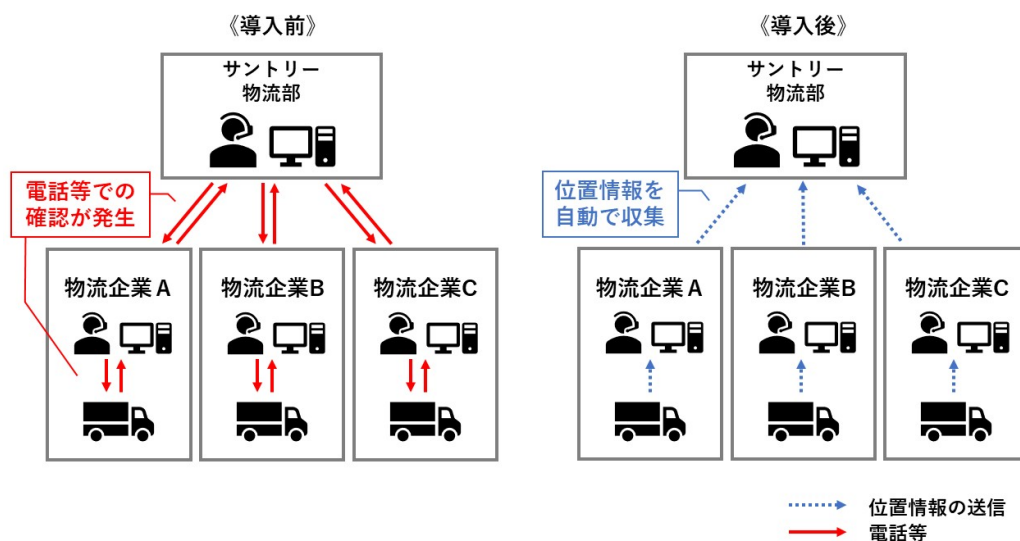 《導入前》
サントリー
物流部
電話等での
確認が発生
物流企業A
物流企業B
物流企業C
《導入後》
サントリー
物流部
位置情報を
自動で収集
物流企業A
物流企業B
物流企業C
位置情報の送信
電話等